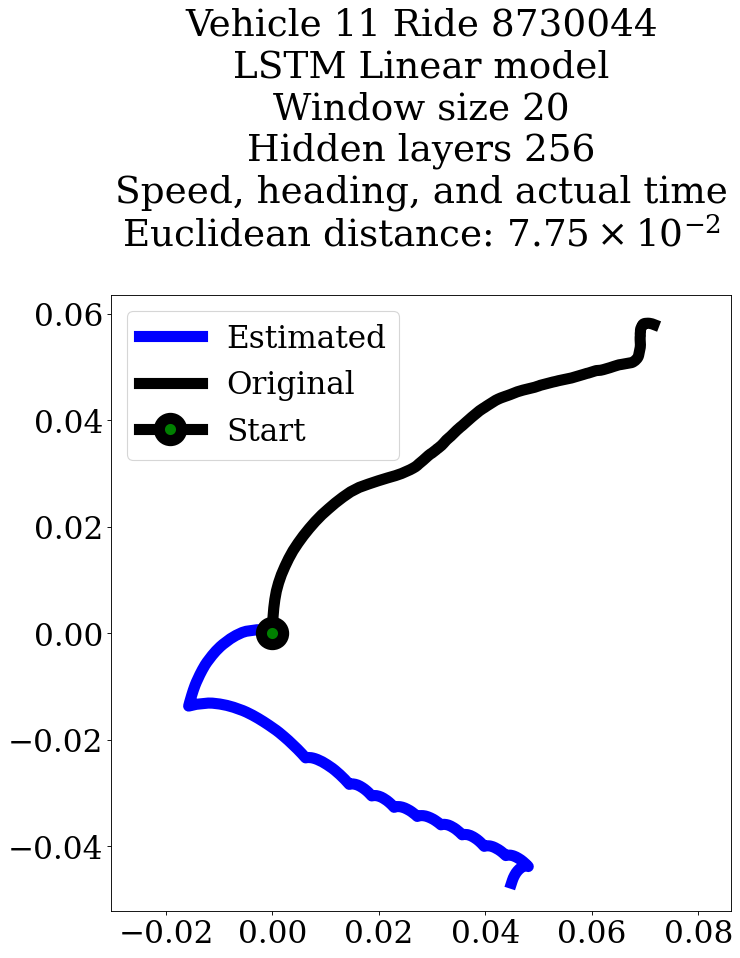 Vehicle 11 Ride 8730044
LSTM Linear model
Window size 20
Hidden layers 256
Speed, heading, and actual time
Euclidean distance: 7.75 × 10⁻²
Estimated
Original
Start
0.06
0.04
0.02
0.00
−0.02
−0.04
−0.02 0.00 0.02 0.04 0.06 0.08